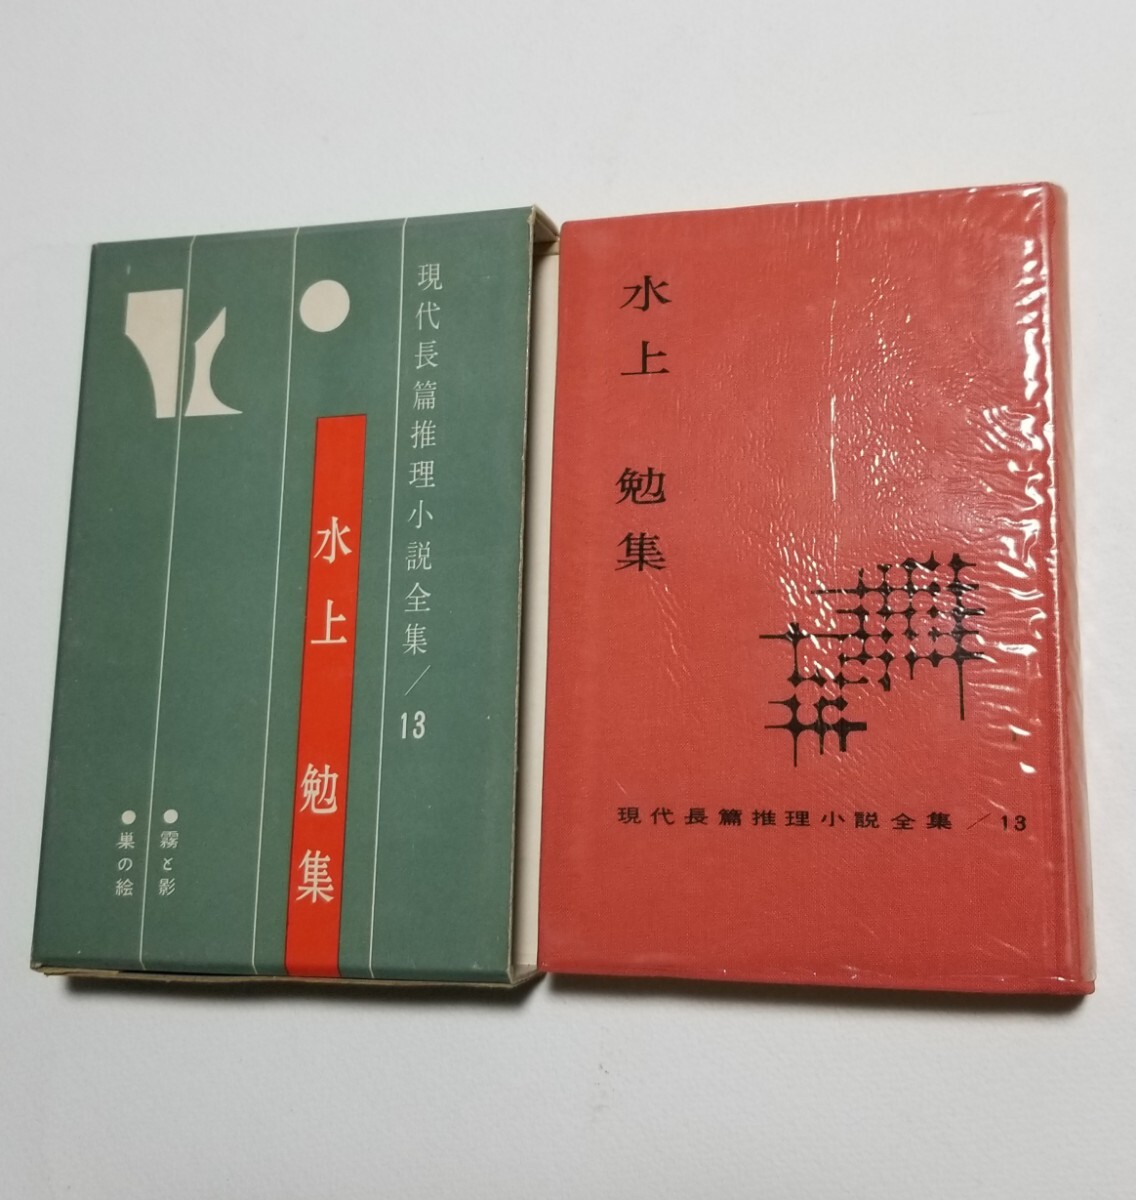 現代長篇推理小説全集/13
水上 勉集
●霧と影
●巣の絵
水上 勉集
現代長篇推理小説全集/13